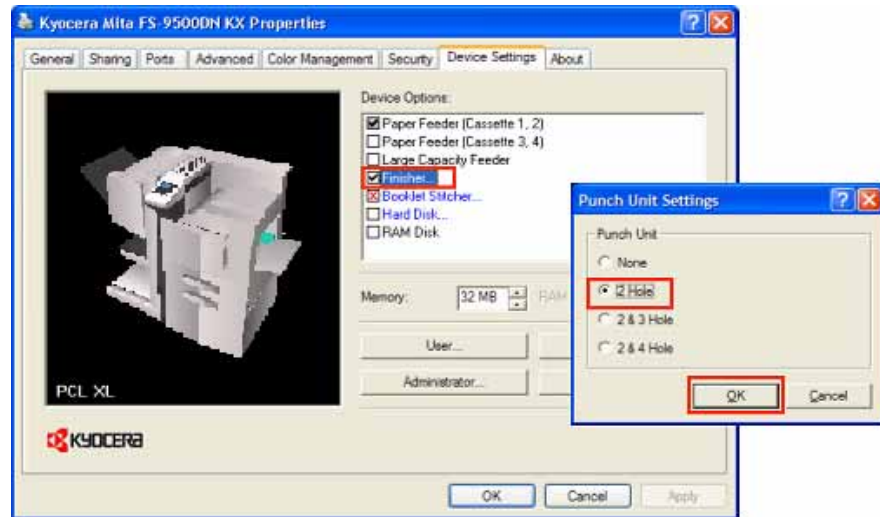 Kyocera Mita FS-9500DN KX Properties
General Sharing Ports Advanced Color Management Security Device Settings About
Device Options:
Paper Feeder (Cassette 1, 2)
Paper Feeder (Cassette 3, 4)
Large Capacity Feeder
Finisher...
Booklet Stitcher...
Hard Disk...
RAM Disk
Memory: 32 MB RAM
User...
Administrator...
PCL XL
KYOCERA
OK Cancel Apply
Punch Unit Settings
Punch Unit
None
2 Hole
2 & 3 Hole
2 & 4 Hole
OK Cancel